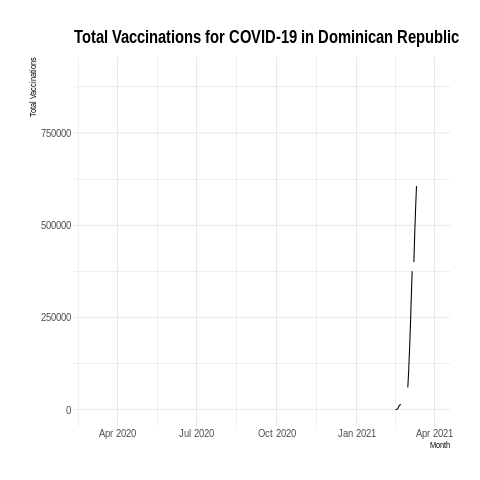 Total Vaccinations for COVID-19 in Dominican Republic
Total Vaccinations
750000
500000
250000
0
Apr 2020 Jul 2020 Oct 2020 Jan 2021 Apr 2021
Month